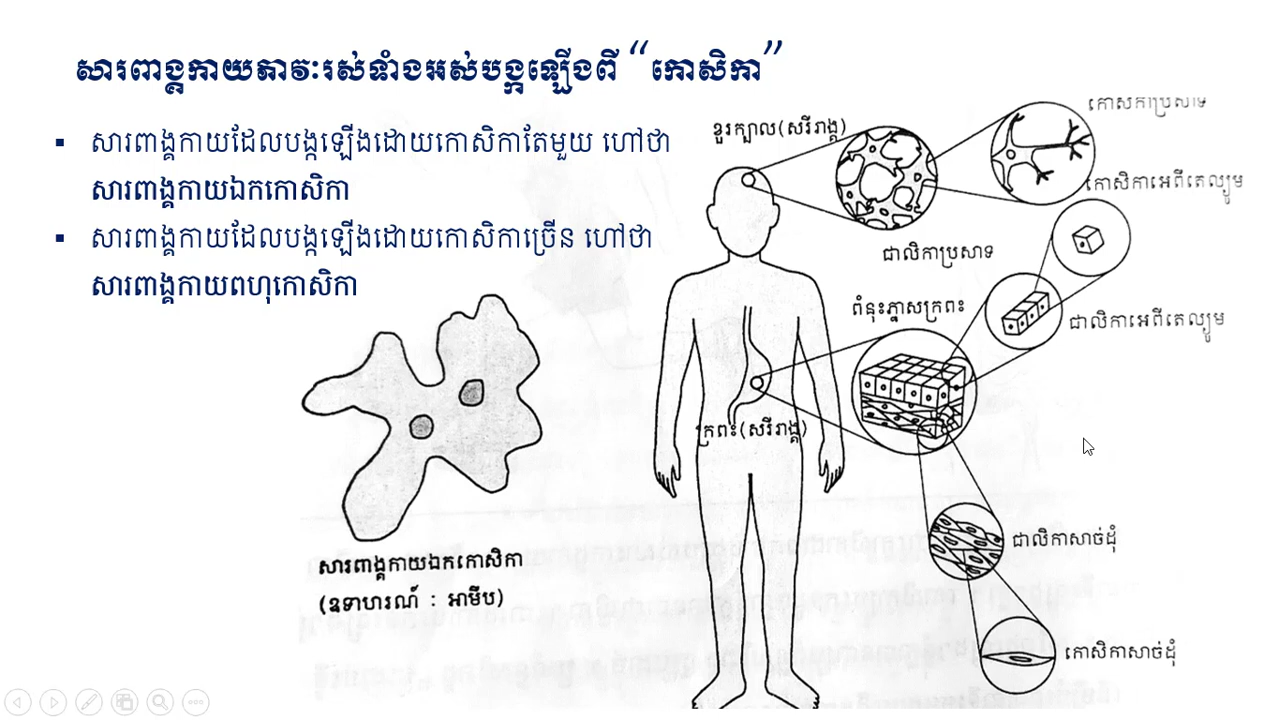 សារពាង្គកាយភាវៈរស់ទាំងអស់បង្កឡើងពី “កោសិកា”
▪ សារពាង្គកាយដែលបង្កឡើងដោយកោសិកាតែមួយ ហៅថា
សារពាង្គកាយឯកកោសិកា
▪ សារពាង្គកាយដែលបង្កឡើងដោយកោសិកាច្រើន ហៅថា
សារពាង្គកាយពហុកោសិកា
កោសិកាប្រសាទ
ខួរក្បាល(សរីរាង្គ)
កោសិកាអេពីតេល្យូម
ជាលិកាប្រសាទ
ពំនុះភ្នាសក្រពះ
ជាលិកាអេពីតេល្យូម
ក្រពះ(សរីរាង្គ)
ជាលិកាសាច់ដុំ
សារពាង្គកាយឯកកោសិកា
(ឧទាហរណ៍ : អាមីប)
កោសិកាសាច់ដុំ